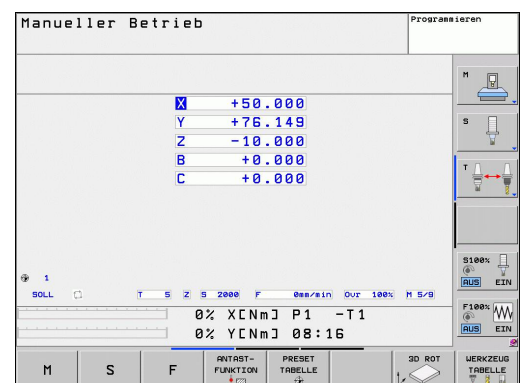 Manueller Betrieb
Programmieren
M
X +50.000
Y +76.149
Z -10.000
B +0.000
C +0.000
S
T
1
SOLL T 5 Z S 2000 F 0mm/min Ovr 100% M 5/9
0% X[Nm] P1 -T1
0% Y[Nm] 08:16
S100%
AUS EIN
F100%
AUS EIN
M
S
F
ANTAST-
FUNKTION
PRESET
TABELLE
3D ROT
WERKZEUG
TABELLE